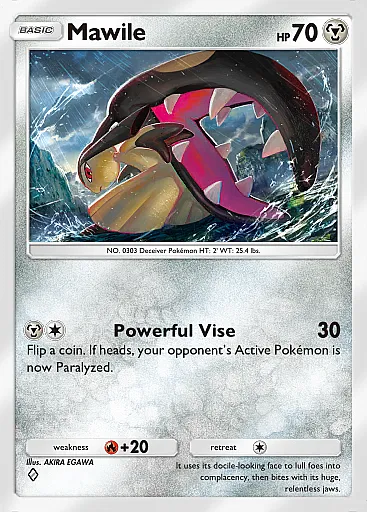 BASIC Mawile HP 70
NO. 0303 Deceiver Pokémon HT: 2' WT: 25.4 lbs.
Powerful Vise 30
Flip a coin. If heads, your opponent's Active Pokémon is
now Paralyzed.
weakness +20 retreat
Illus. AKIRA EGAWA
It uses its docile-looking face to lull foes into
complacency, then bites with its huge,
relentless jaws.